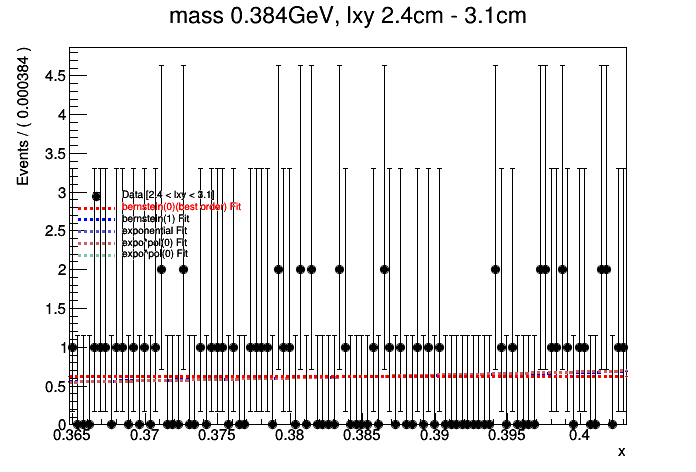 mass 0.384GeV, lxy 2.4cm - 3.1cm
Events / ( 0.000384 )
4.5
4
3.5
3
2.5
2
1.5
1
0.5
0
Data [2.4 < lxy < 3.1]
bernstein(0)(best order) Fit
bernstein(1) Fit
exponential Fit
expo*pol(0) Fit
expo*pol(0) Fit
0.365 0.37 0.375 0.38 0.385 0.39 0.395 0.4
x